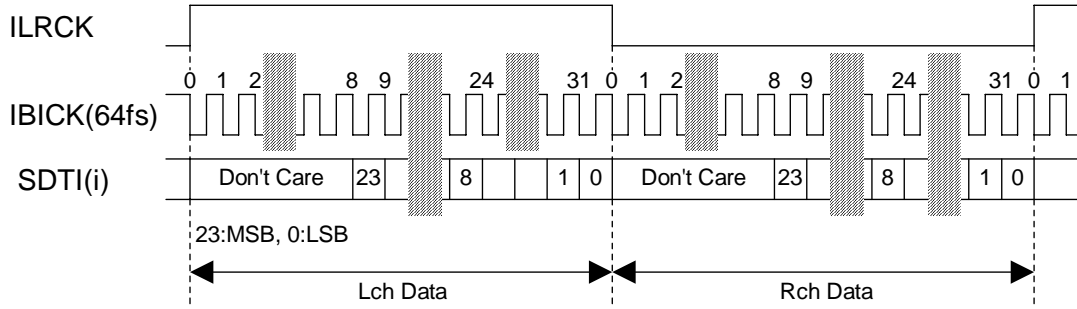 ILRCK
0 1 2 8 9 24 31 0 1 2 8 9 24 31 0 1
IBICK(64fs)
SDTI(i) Don't Care 23 8 1 0 Don't Care 23 8 1 0
23:MSB, 0:LSB
Lch Data Rch Data